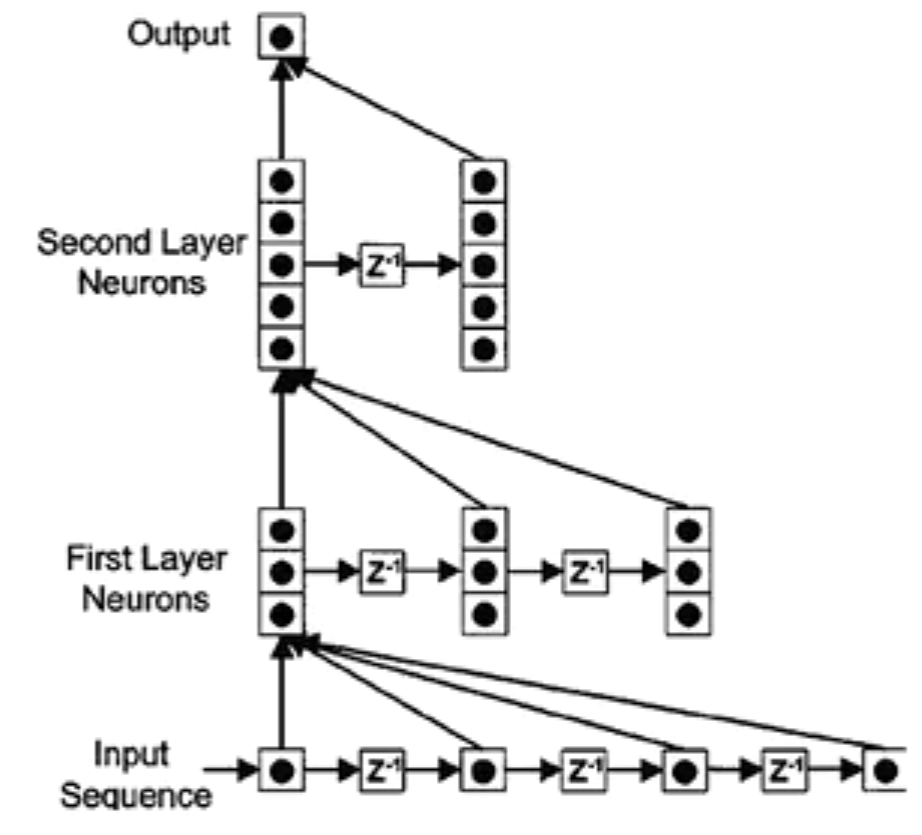 Output
Second Layer
Neurons
Z-1
First Layer
Neurons
Z-1
Z-1
Input
Sequence
Z-1
Z-1
Z-1